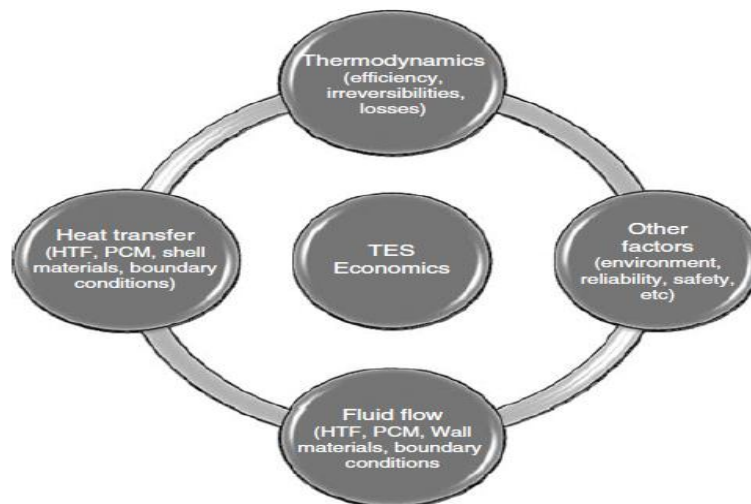 Thermodynamics
(efficiency,
irreversibilities,
losses)
Heat transfer
(HTF, PCM, shell
materials, boundary
conditions)
TES
Economics
Other
factors
(environment,
reliability, safety,
etc)
Fluid flow
(HTF, PCM, Wall
materials, boundary
conditions